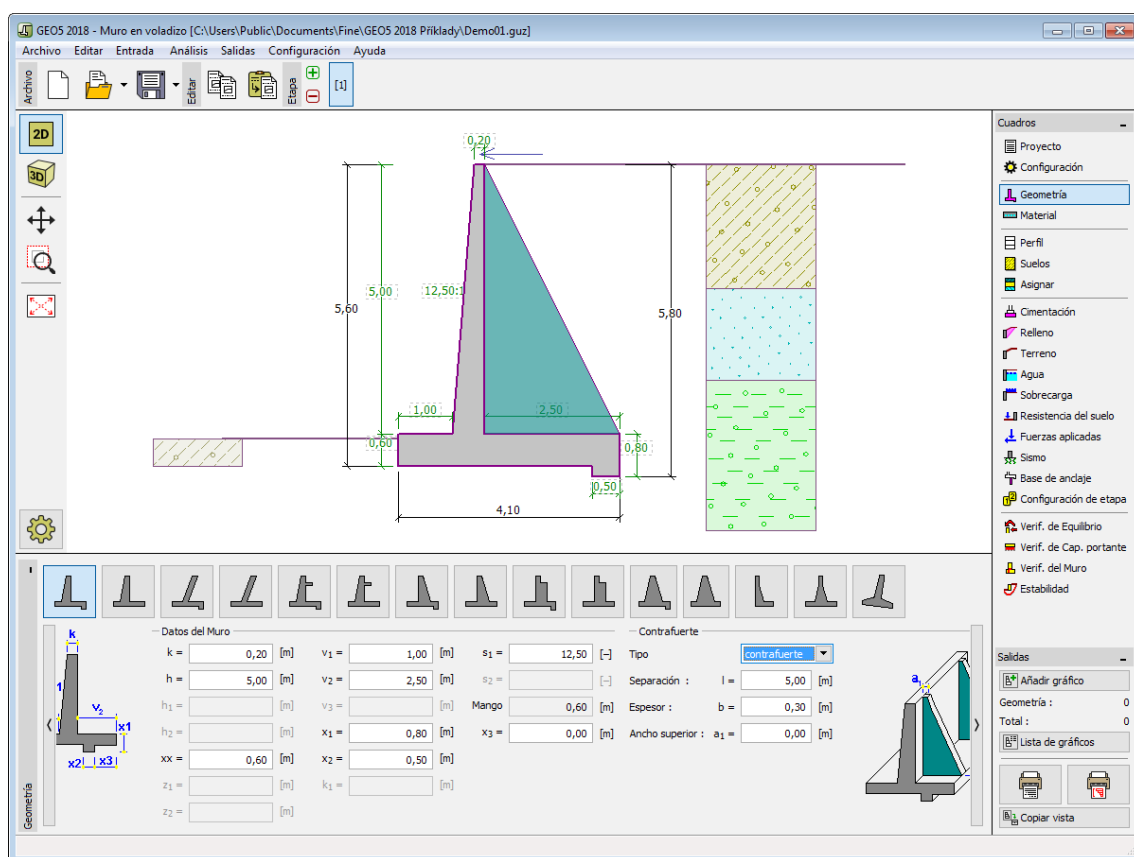 GEO5 2018 - Muro en voladizo [C:\Users\Public\Documents\Fine\GEO5 2018 Příklady\Demo01.guz]
Archivo Editar Entrada Análisis Salidas Configuración Ayuda
Archivo
Editar
Etapa
[1]
2D
3D
0,20
5,60
5,00
12,50:1
5,80
1,00
2,50
0,60
0,80
0,50
4,10
Cuadros
Proyecto
Configuración
Geometría
Material
Perfil
Suelos
Asignar
Cimentación
Relleno
Terreno
Agua
Sobrecarga
Resistencia del suelo
Fuerzas aplicadas
Sismo
Base de anclaje
Configuración de etapa
Verif. de Equilibrio
Verif. de Cap. portante
Verif. del Muro
Estabilidad
Salidas
Añadir gráfico
Geometría : 0
Total : 0
Lista de gráficos
Copiar vista
Geometría
k
1
v2
x1
x2 x3
Datos del Muro
k = 0,20 [m] v1 = 1,00 [m] s1 = 12,50 [–]
h = 5,00 [m] v2 = 2,50 [m] s2 = [–]
h1 = [m] v3 = [m] Mango 0,60 [m]
h2 = [m] x1 = 0,80 [m] x3 = 0,00 [m]
xx = 0,60 [m] x2 = 0,50 [m]
z1 = [m] k1 = [m]
z2 = [m]
Contrafuerte
Tipo contrafuerte
Separación : l = 5,00 [m]
Espesor : b = 0,30 [m]
Ancho superior : a1 = 0,00 [m]
a1